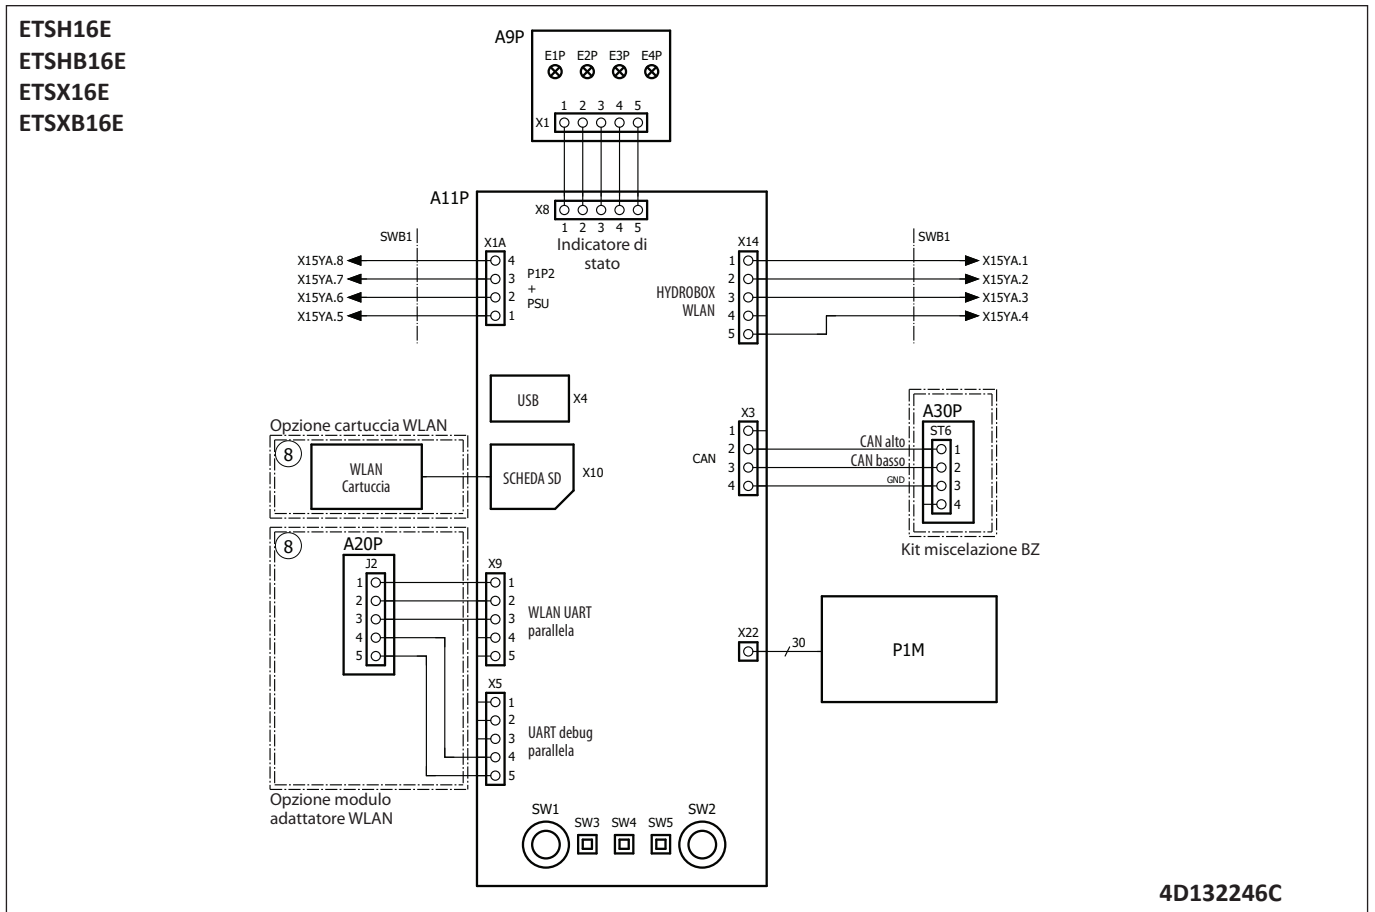 ETSH16E
ETSHB16E
ETSX16E
ETSXB16E
A9P
E1P E2P E3P E4P
1 2 3 4 5
X1
A11P
X8
1 2 3 4 5
Indicatore di
stato
SWB1
X1A
X15YA.8
4
X15YA.7
3
X15YA.6
2
X15YA.5
1
P1P2
+
PSU
X14
SWB1
1
X15YA.1
2
X15YA.2
3
X15YA.3
4
X15YA.4
5
HYDROBOX
WLAN
USB
X4
Opzione cartuccia WLAN
8
WLAN
Cartuccia
SCHEDA SD
X10
X3
1
2
3
4
CAN
CAN alto
CAN basso
GND
A30P
ST6
1
2
3
4
Kit miscelazione BZ
8
A20P
J2
1
2
3
4
5
X9
1
2
3
4
5
WLAN UART
parallela
X5
1
2
3
4
5
UART debug
parallela
Opzione modulo
adattatore WLAN
X22
30
P1M
SW1
SW3
SW4
SW5
SW2
4D132246C